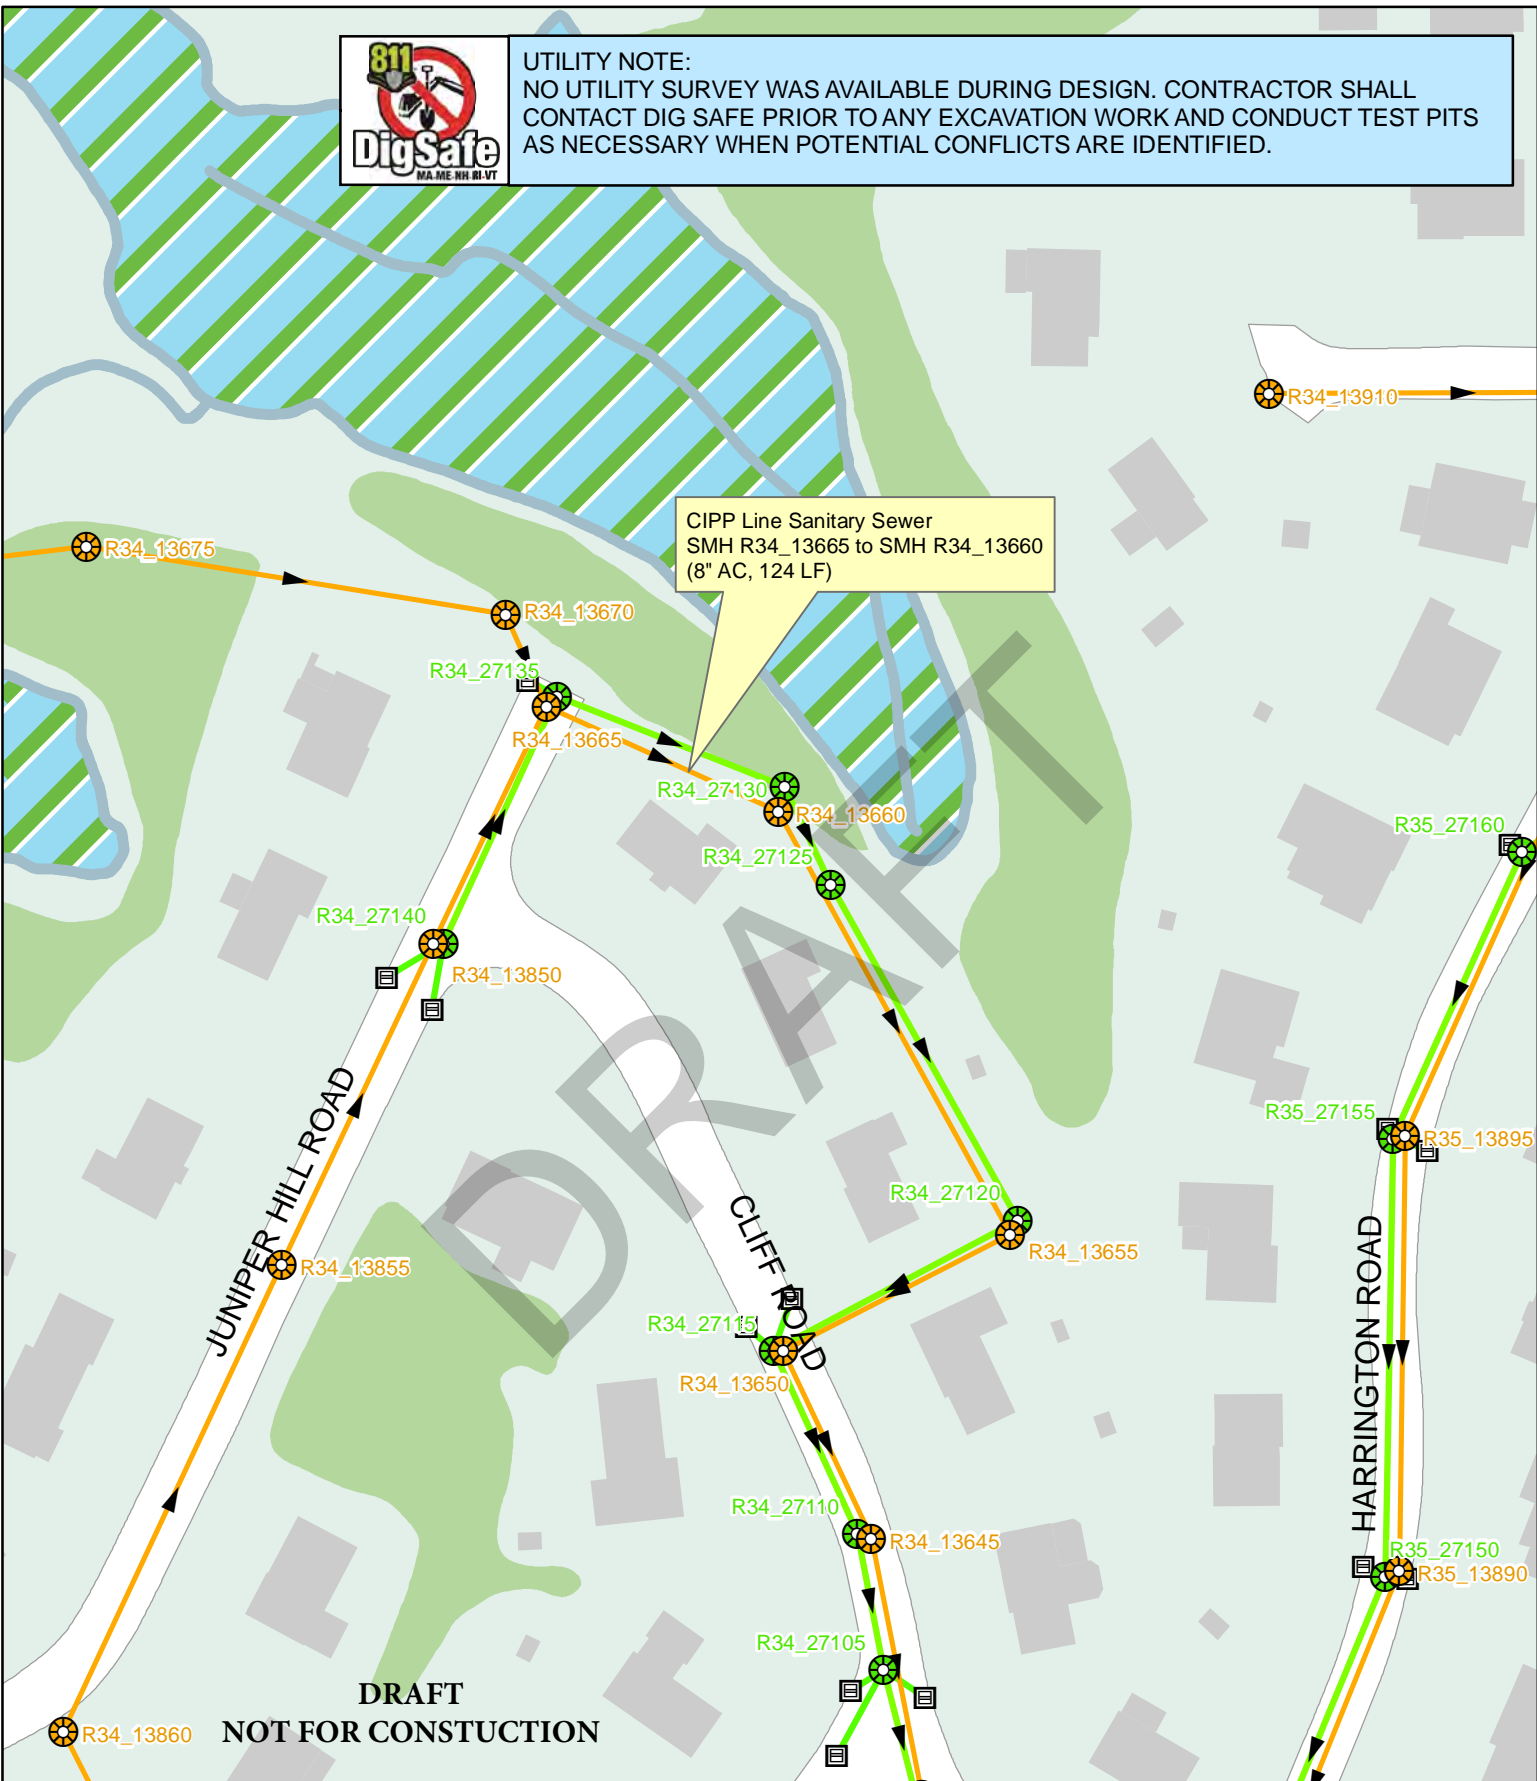 811
DigSafe
MA-ME-NH-RI-VT
UTILITY NOTE:
NO UTILITY SURVEY WAS AVAILABLE DURING DESIGN. CONTRACTOR SHALL
CONTACT DIG SAFE PRIOR TO ANY EXCAVATION WORK AND CONDUCT TEST PITS
AS NECESSARY WHEN POTENTIAL CONFLICTS ARE IDENTIFIED.
R34_13910
CIPP Line Sanitary Sewer
SMH R34_13665 to SMH R34_13660
(8" AC, 124 LF)
R34_13675
R34_13670
R34_27135
R34_13665
R34_27130
R34_13660
R35_27160
R34_27125
R34_27140
R34_13850
DRAFT
JUNIPER HILL ROAD
R35_27155
R35_13895
R34_27120
R34_13655
CLIFF ROAD
R34_13855
HARRINGTON ROAD
R34_27115
R34_13650
R34_27110
R34_13645
R35_27150
R35_13890
R34_27105
DRAFT
NOT FOR CONSTUCTION
R34_13860